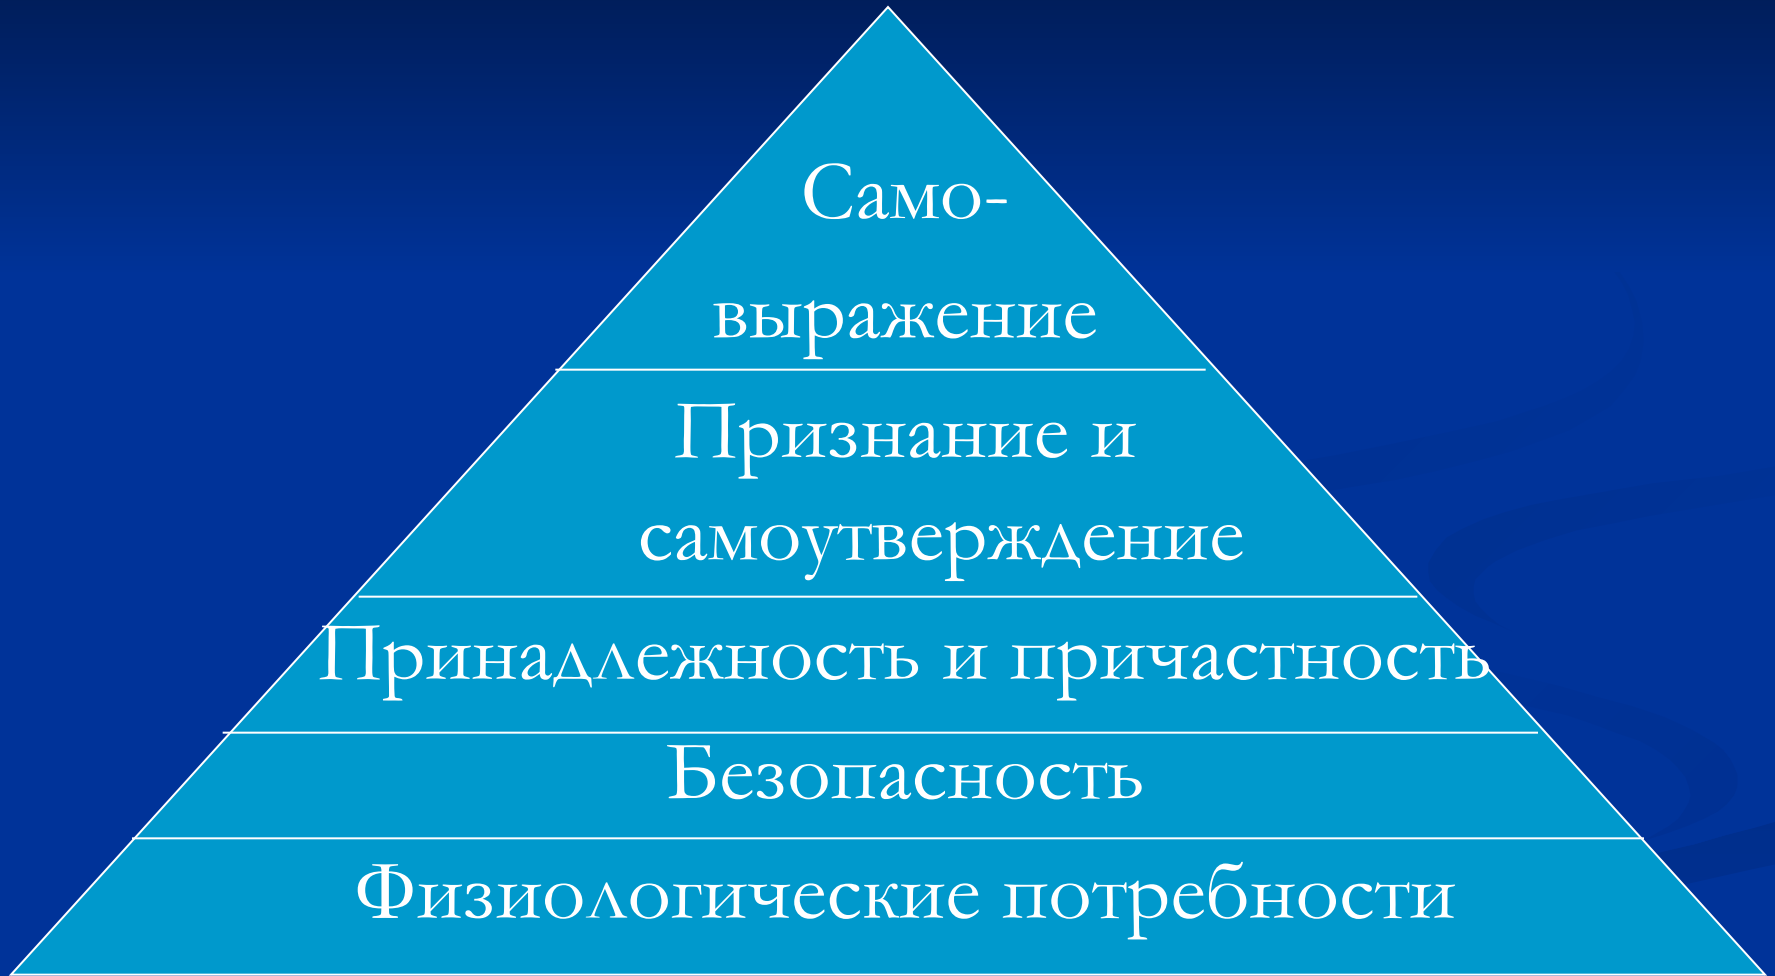 Само-
выражение
Признание и
самоутверждение
Принадлежность и причастность
Безопасность
Физиологические потребности